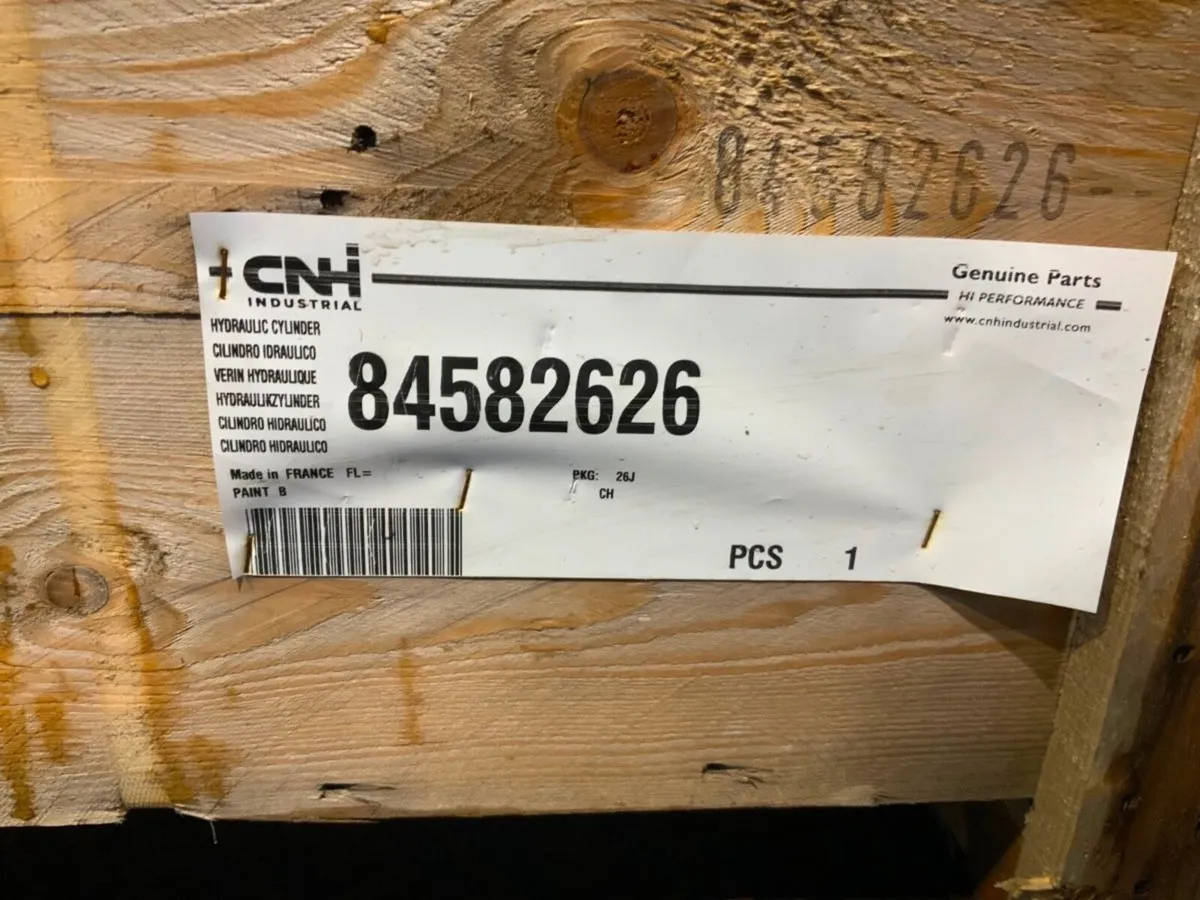 84582626--
CNH
INDUSTRIAL
Genuine Parts
HI PERFORMANCE
www.cnhindustrial.com
HYDRAULIC CYLINDER
CILINDRO IDRAULICO
VERIN HYDRAULIQUE
HYDRAULIKZYLINDER
CILINDRO HIDRAULICO
CILINDRO HIDRAULICO
84582626
Made in FRANCE FL=
PKG: 26J
PAINT B
CH
PCS 1